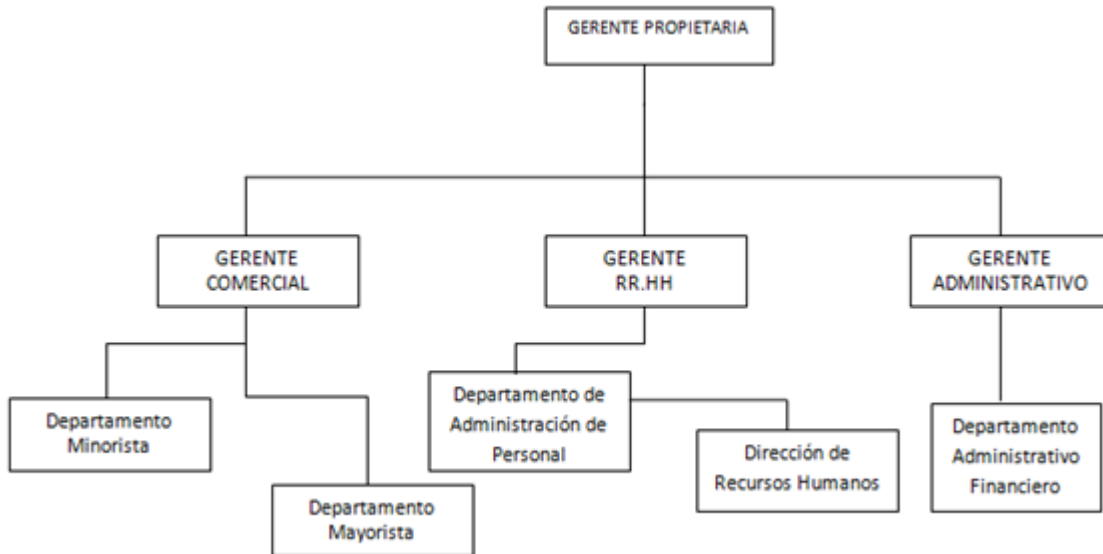 GERENTE PROPIETARIA
GERENTE
COMERCIAL
GERENTE
RR.HH
GERENTE
ADMINISTRATIVO
Departamento
Minorista
Departamento
Mayorista
Departamento de
Administración de
Personal
Dirección de
Recursos Humanos
Departamento
Administrativo
Financiero